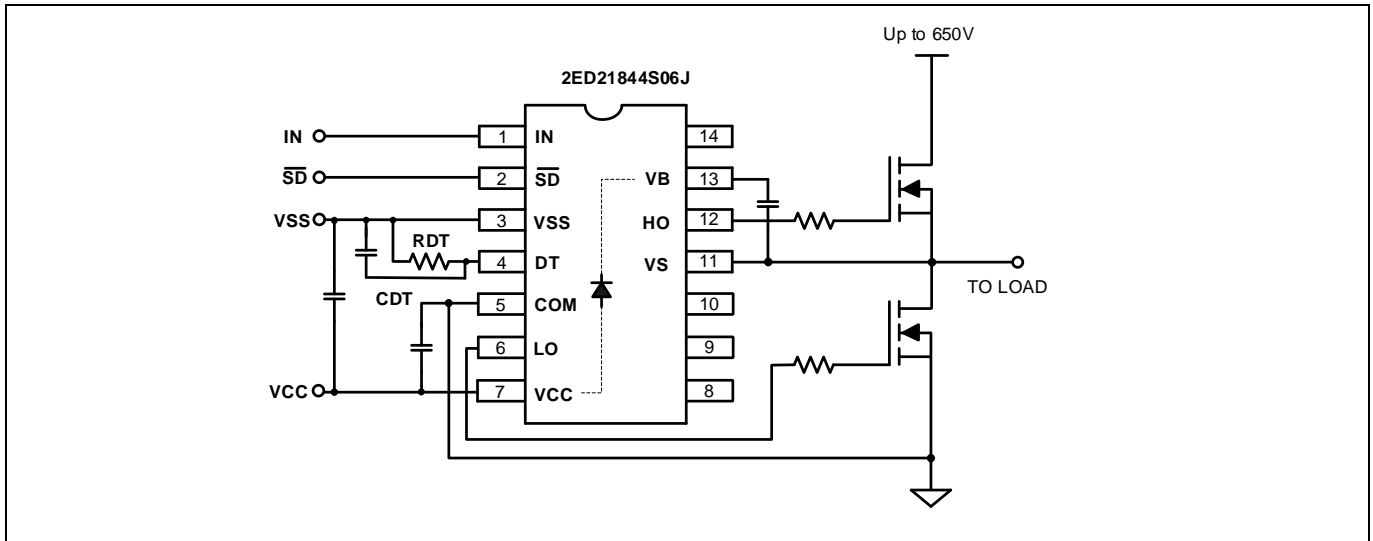 Up to 650V
2ED21844S06J
IN 1 IN 14
SD 2 SD VB 13
VSS 3 VSS HO 12
RDT
4 DT VS 11
TO LOAD
CDT
5 COM 10
6 LO 9
VCC 7 VCC 8